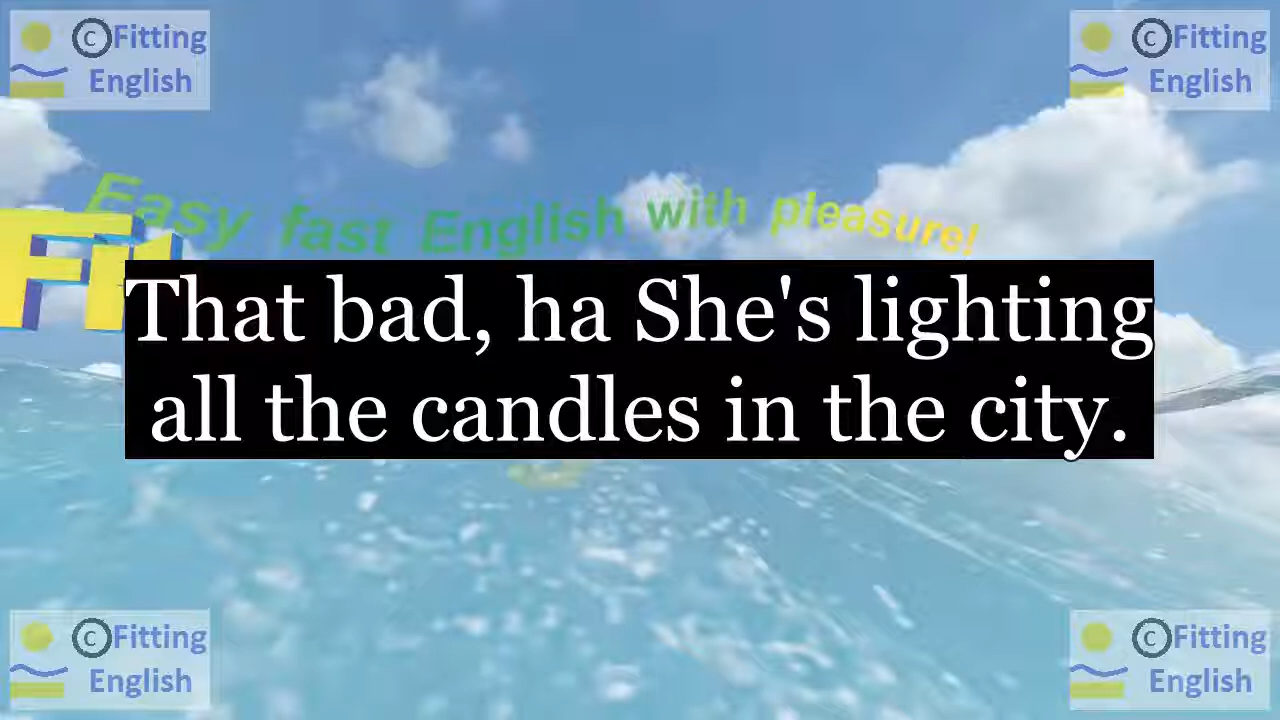 ©Fitting
English
©Fitting
English
Easy fast English with pleasure!
Fit
That bad, ha She's lighting
all the candles in the city.
©Fitting
English
©Fitting
English